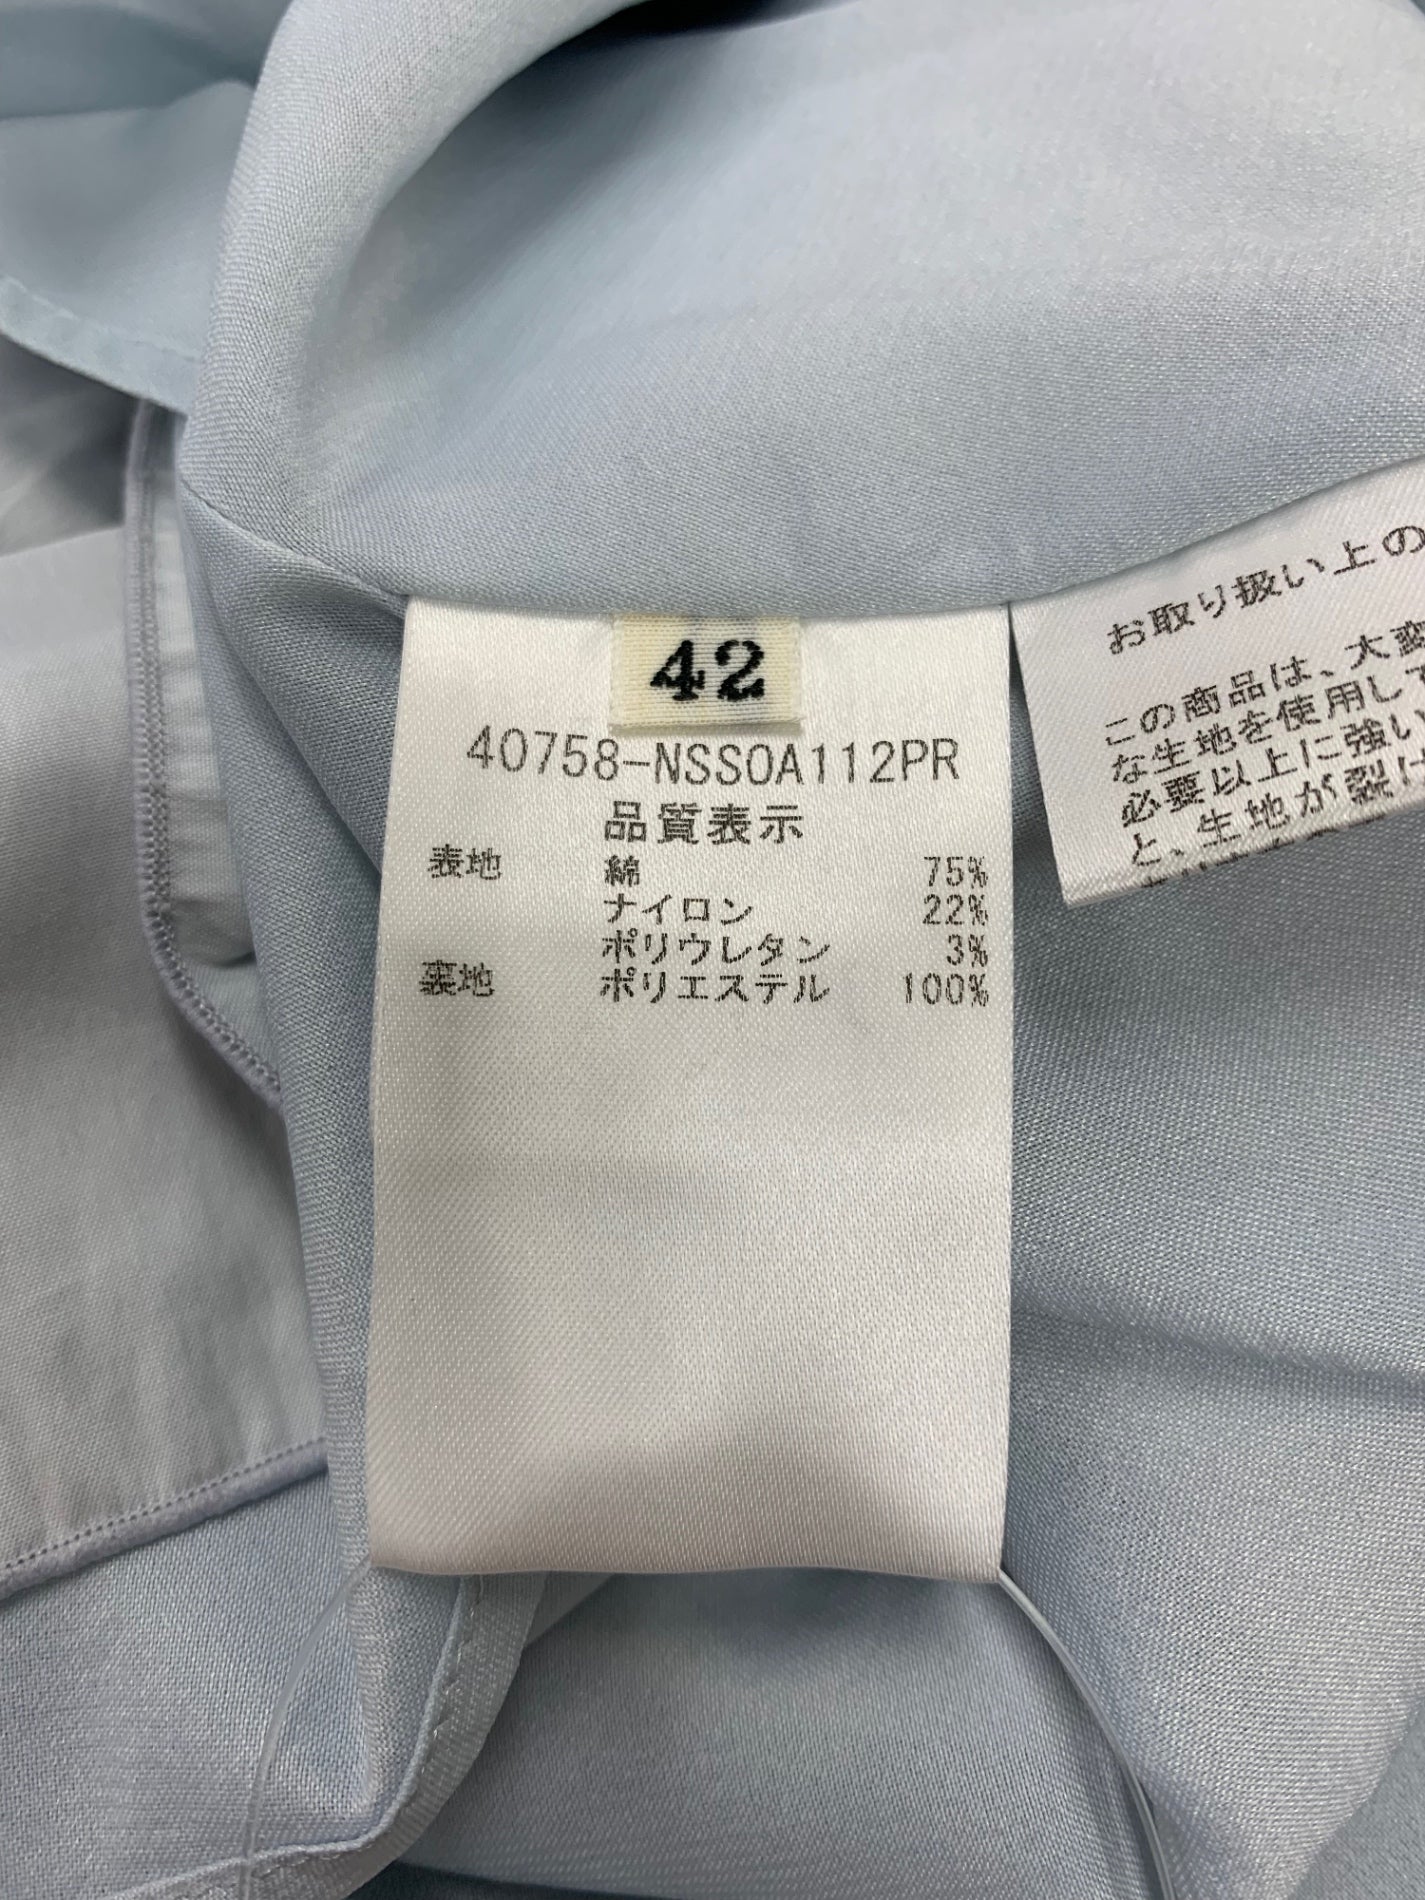 42
40758-NSSOA112PR
品質表示
表地 綿 75%
ナイロン 22%
ポリウレタン 3%
裏地 ポリエステル 100%
お取り扱い上の
この商品は、大変
な生地を使用して
必要以上に強い
と、生地が裂け